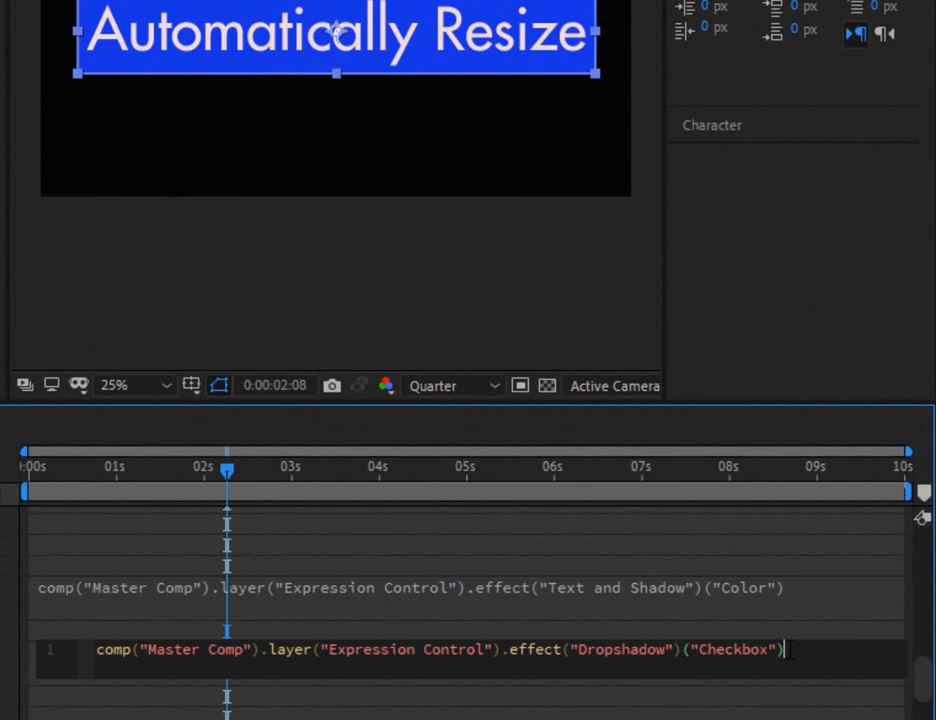 0 px 0 px 0 px
Automatically Resize
0 px 0 px
Character
25% 0:00:02:08 Quarter Active Camera
:00s 01s 02s 03s 04s 05s 06s 07s 08s 09s 10s
comp("Master Comp").layer("Expression Control").effect("Text and Shadow")("Color")
1 comp("Master Comp").layer("Expression Control").effect("Dropshadow")("Checkbox")